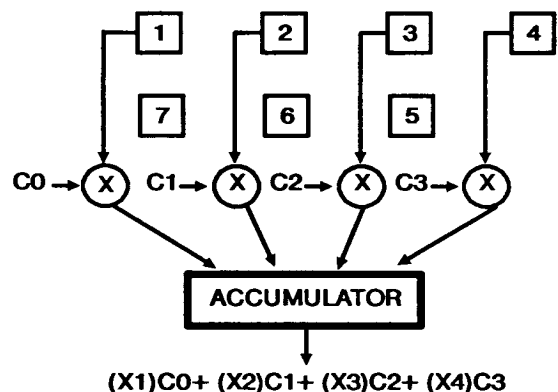 1 2 3 4
7 6 5
C0 X C1 X C2 X C3 X
ACCUMULATOR
(X1)C0+ (X2)C1+ (X3)C2+ (X4)C3